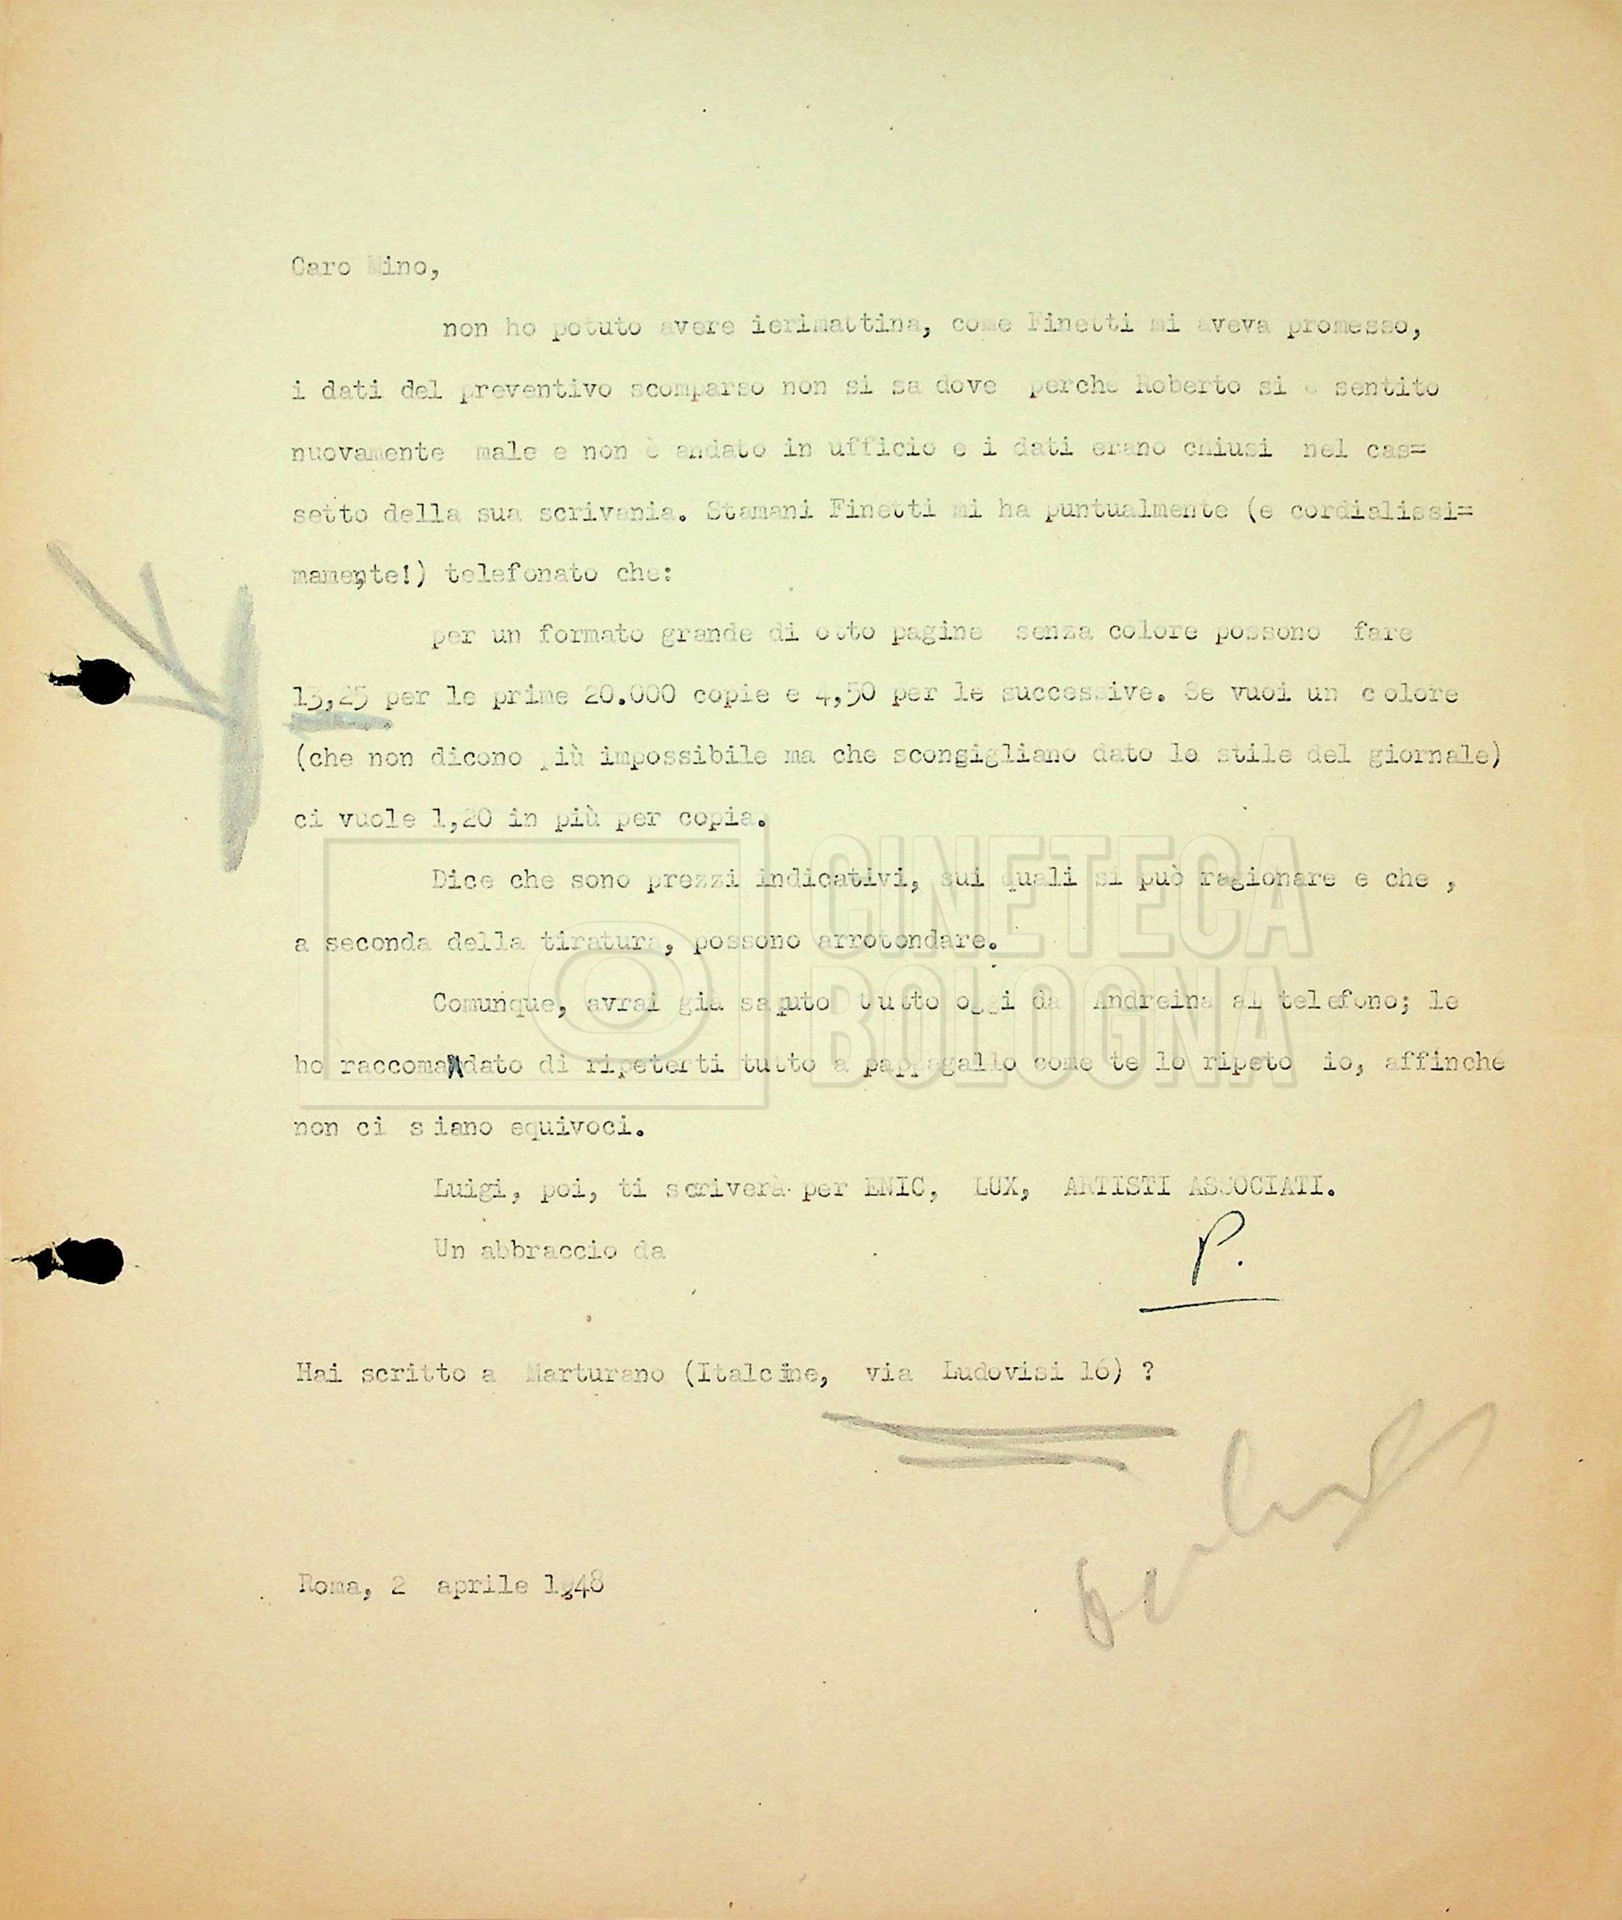 Caro Mino,
non ho potuto avere ierimattina, come Finetti mi aveva promesso,
i dati del preventivo scomparso non si sa dove perche Roberto si è sentito
nuovamente male e non è andato in ufficio e i dati erano chiusi nel cas=
setto della sua scrivania. Stamani Finetti mi ha puntualmente (e cordialissi=
mamente!) telefonato che:
per un formato grande di otto pagine senza colore possono fare
13,25 per le prime 20.000 copie e 4,50 per le successive. Se vuoi un colore
(che non dicono più impossibile ma che sconsigliano dato lo stile del giornale)
ci vuole 1,20 in più per copia.
Dice che sono prezzi indicativi, sui quali si può ragionare e che ,
a seconda della tiratura, possono arrotondare.
Comunque, avrai già saputo tutto oggi da Andreina al telefono; le
ho raccomandato di ripeterti tutto a pappagallo come te lo ripeto io, affinché
non ci siano equivoci.
Luigi, poi, ti scriverà per ENIC, LUX, ARTISTI ASSOCIATI.
Un abbraccio da
P.
Hai scritto a Marturano (Italcine, via Ludovisi 16) ?
Roma, 2 aprile 1948
CINETECA
BOLOGNA